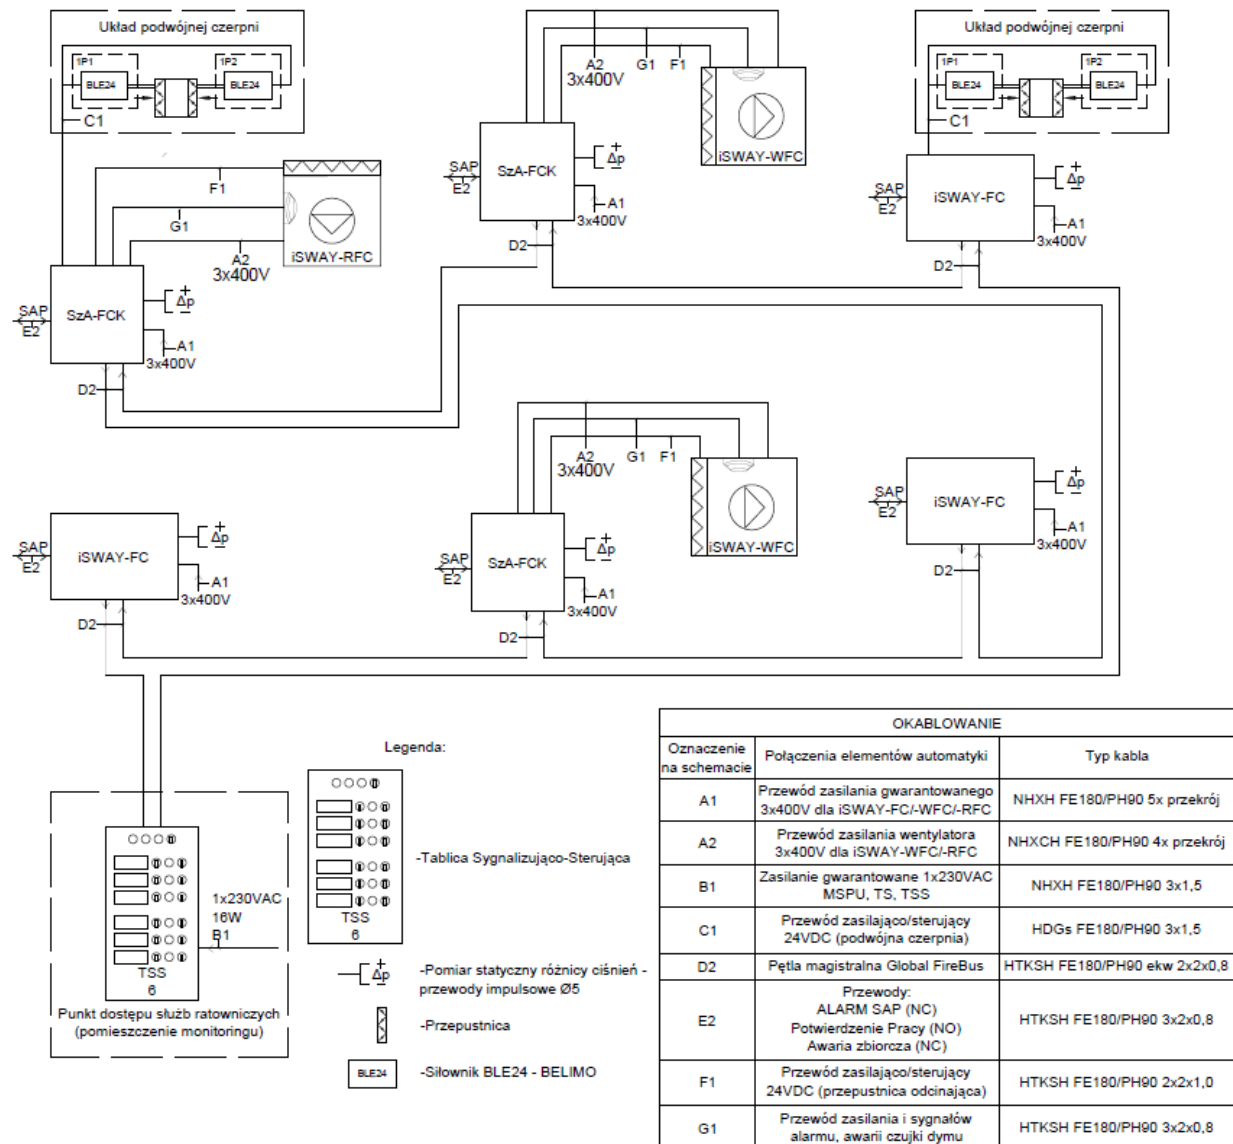 Układ podwójnej czerpni
1P1
1P2
BLE24
BLE24
C1
F1
G1
A2
3x400V
iSWAY-RFC
SzA-FCK
SAP
E2
Δp
A1
3x400V
D2
A2
3x400V
G1
F1
iSWAY-WFC
SzA-FCK
SAP
E2
Δp
A1
3x400V
D2
Układ podwójnej czerpni
1P1
1P2
BLE24
BLE24
C1
iSWAY-FC
SAP
E2
Δp
A1
3x400V
D2
iSWAY-FC
SAP
E2
Δp
A1
3x400V
D2
A2
3x400V
G1
F1
iSWAY-WFC
SzA-FCK
SAP
E2
Δp
A1
3x400V
D2
iSWAY-FC
SAP
E2
Δp
A1
3x400V
D2
TSS
6
1x230VAC
16W
B1
Punkt dostępu służb ratowniczych
(pomieszczenie monitoringu)
Legenda:
TSS
6
-Tablica Sygnalizująco-Sterująca
Δp
-Pomiar statyczny różnicy ciśnień -
przewody impulsowe Ø5
-Przepustnica
BLE24
-Siłownik BLE24 - BELIMO
OKABLOWANIE
Oznaczenie
na schemacie
Połączenia elementów automatyki
Typ kabla
A1
Przewód zasilania gwarantowanego
3x400V dla iSWAY-FC/-WFC/-RFC
NHXH FE180/PH90 5x przekrój
A2
Przewód zasilania wentylatora
3x400V dla iSWAY-WFC/-RFC
NHXCH FE180/PH90 4x przekrój
B1
Zasilanie gwarantowane 1x230VAC
MSPU, TS, TSS
NHXH FE180/PH90 3x1,5
C1
Przewód zasilająco/sterujący
24VDC (podwójna czerpnia)
HDGs FE180/PH90 3x1,5
D2
Pętla magistralna Global FireBus
HTKSH FE180/PH90 ekw 2x2x0,8
E2
Przewody:
ALARM SAP (NC)
Potwierdzenie Pracy (NO)
Awaria zbiorcza (NC)
HTKSH FE180/PH90 3x2x0,8
F1
Przewód zasilająco/sterujący
24VDC (przepustnica odcinająca)
HTKSH FE180/PH90 2x2x1,0
G1
Przewód zasilania i sygnałów
alarmu, awarii czujki dymu
HTKSH FE180/PH90 3x2x0,8